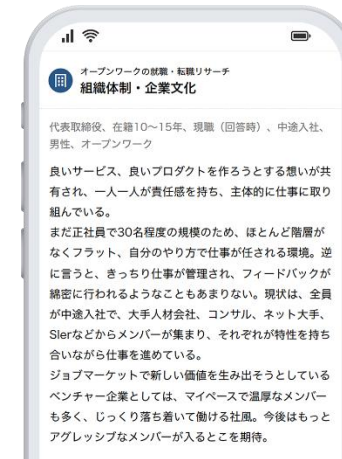 オープンワークの就職・転職リサーチ
組織体制・企業文化
代表取締役、在籍10〜15年、現職（回答時）、中途入社、
男性、オープンワーク
良いサービス、良いプロダクトを作ろうとする想いが共
有され、一人一人が責任感を持ち、主体的に仕事に取り
組んでいる。
まだ正社員で30名程度の規模のため、ほとんど階層が
なくフラット、自分のやり方で仕事が任される環境。逆
に言うと、きっちり仕事が管理され、フィードバックが
綿密に行われるようなこともあまりない。現状は、全員
が中途入社で、大手人材会社、コンサル、ネット大手、
SIerなどからメンバーが集まり、それぞれが特性を持ち
合いながら仕事を進めている。
ジョブマーケットで新しい価値を生み出そうとしている
ベンチャー企業としては、マイペースで温厚なメンバー
も多く、じっくり落ち着いて働ける社風。今後はもっと
アグレッシブなメンバーが入るとこを期待。